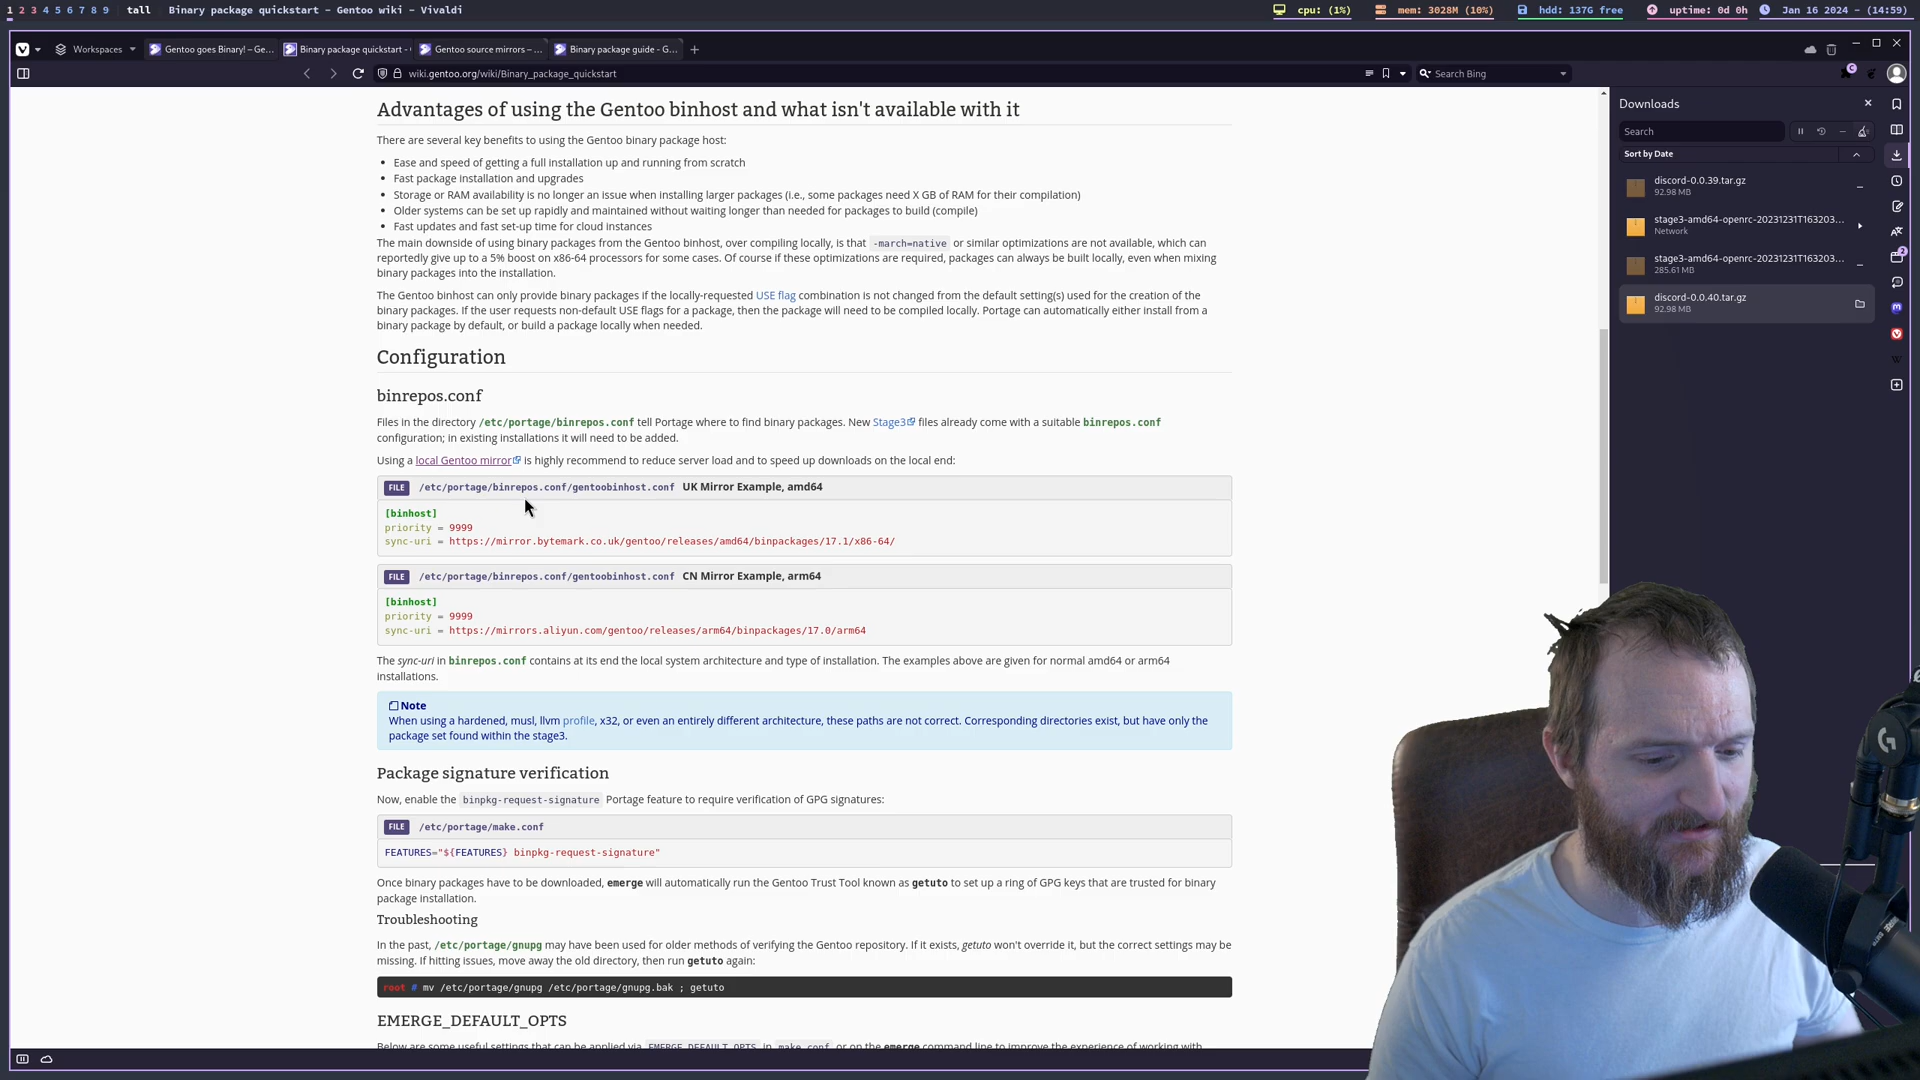 1 2 3 4 5 6 7 8 9 tall Binary package quickstart - Gentoo wiki - Vivaldi
cpu: (1%) mem: 3028M (10%) hdd: 137G free uptime: 0d 0h Jan 16 2024 - (14:59)
Workspaces Gentoo goes Binary! – Ge... Binary package quickstart - Gentoo source mirrors – ... Binary package guide - G...
wiki.gentoo.org/wiki/Binary_package_quickstart Search Bing
Advantages of using the Gentoo binhost and what isn't available with it
There are several key benefits to using the Gentoo binary package host:
• Ease and speed of getting a full installation up and running from scratch
• Fast package installation and upgrades
• Storage or RAM availability is no longer an issue when installing larger packages (i.e., some packages need X GB of RAM for their compilation)
• Older systems can be set up rapidly and maintained without waiting longer than needed for packages to build (compile)
• Fast updates and fast set-up time for cloud instances
The main downside of using binary packages from the Gentoo binhost, over compiling locally, is that -march=native or similar optimizations are not available, which can
reportedly give up to a 5% boost on x86-64 processors for some cases. Of course if these optimizations are required, packages can always be built locally, even when mixing
binary packages into the installation.
The Gentoo binhost can only provide binary packages if the locally-requested USE flag combination is not changed from the default setting(s) used for the creation of the
binary packages. If the user requests non-default USE flags for a package, then the package will need to be compiled locally. Portage can automatically either install from a
binary package by default, or build a package locally when needed.
Configuration
binrepos.conf
Files in the directory /etc/portage/binrepos.conf tell Portage where to find binary packages. New Stage3 files already come with a suitable binrepos.conf
configuration; in existing installations it will need to be added.
Using a local Gentoo mirror is highly recommend to reduce server load and to speed up downloads on the local end:
FILE /etc/portage/binrepos.conf/gentoobinhost.conf UK Mirror Example, amd64
[binhost]
priority = 9999
sync-uri = https://mirror.bytemark.co.uk/gentoo/releases/amd64/binpackages/17.1/x86-64/
FILE /etc/portage/binrepos.conf/gentoobinhost.conf CN Mirror Example, arm64
[binhost]
priority = 9999
sync-uri = https://mirrors.aliyun.com/gentoo/releases/arm64/binpackages/17.0/arm64
The sync-uri in binrepos.conf contains at its end the local system architecture and type of installation. The examples above are given for normal amd64 or arm64
installations.
Note
When using a hardened, musl, llvm profile, x32, or even an entirely different architecture, these paths are not correct. Corresponding directories exist, but have only the
package set found within the stage3.
Package signature verification
Now, enable the binpkg-request-signature Portage feature to require verification of GPG signatures:
FILE /etc/portage/make.conf
FEATURES="${FEATURES} binpkg-request-signature"
Once binary packages have to be downloaded, emerge will automatically run the Gentoo Trust Tool known as getuto to set up a ring of GPG keys that are trusted for binary
package installation.
Troubleshooting
In the past, /etc/portage/gnupg may have been used for older methods of verifying the Gentoo repository. If it exists, getuto won't override it, but the correct settings may be
missing. If hitting issues, move away the old directory, then run getuto again:
root # mv /etc/portage/gnupg /etc/portage/gnupg.bak ; getuto
EMERGE_DEFAULT_OPTS
Below are some useful settings that can be applied via EMERGE_DEFAULT_OPTS in make.conf or on the emerge command line to improve the experience of working with
Downloads
Search
Sort by Date
discord-0.0.39.tar.gz
92.98 MB
stage3-amd64-openrc-20231231T163203...
Network
stage3-amd64-openrc-20231231T163203...
285.61 MB
discord-0.0.40.tar.gz
92.98 MB